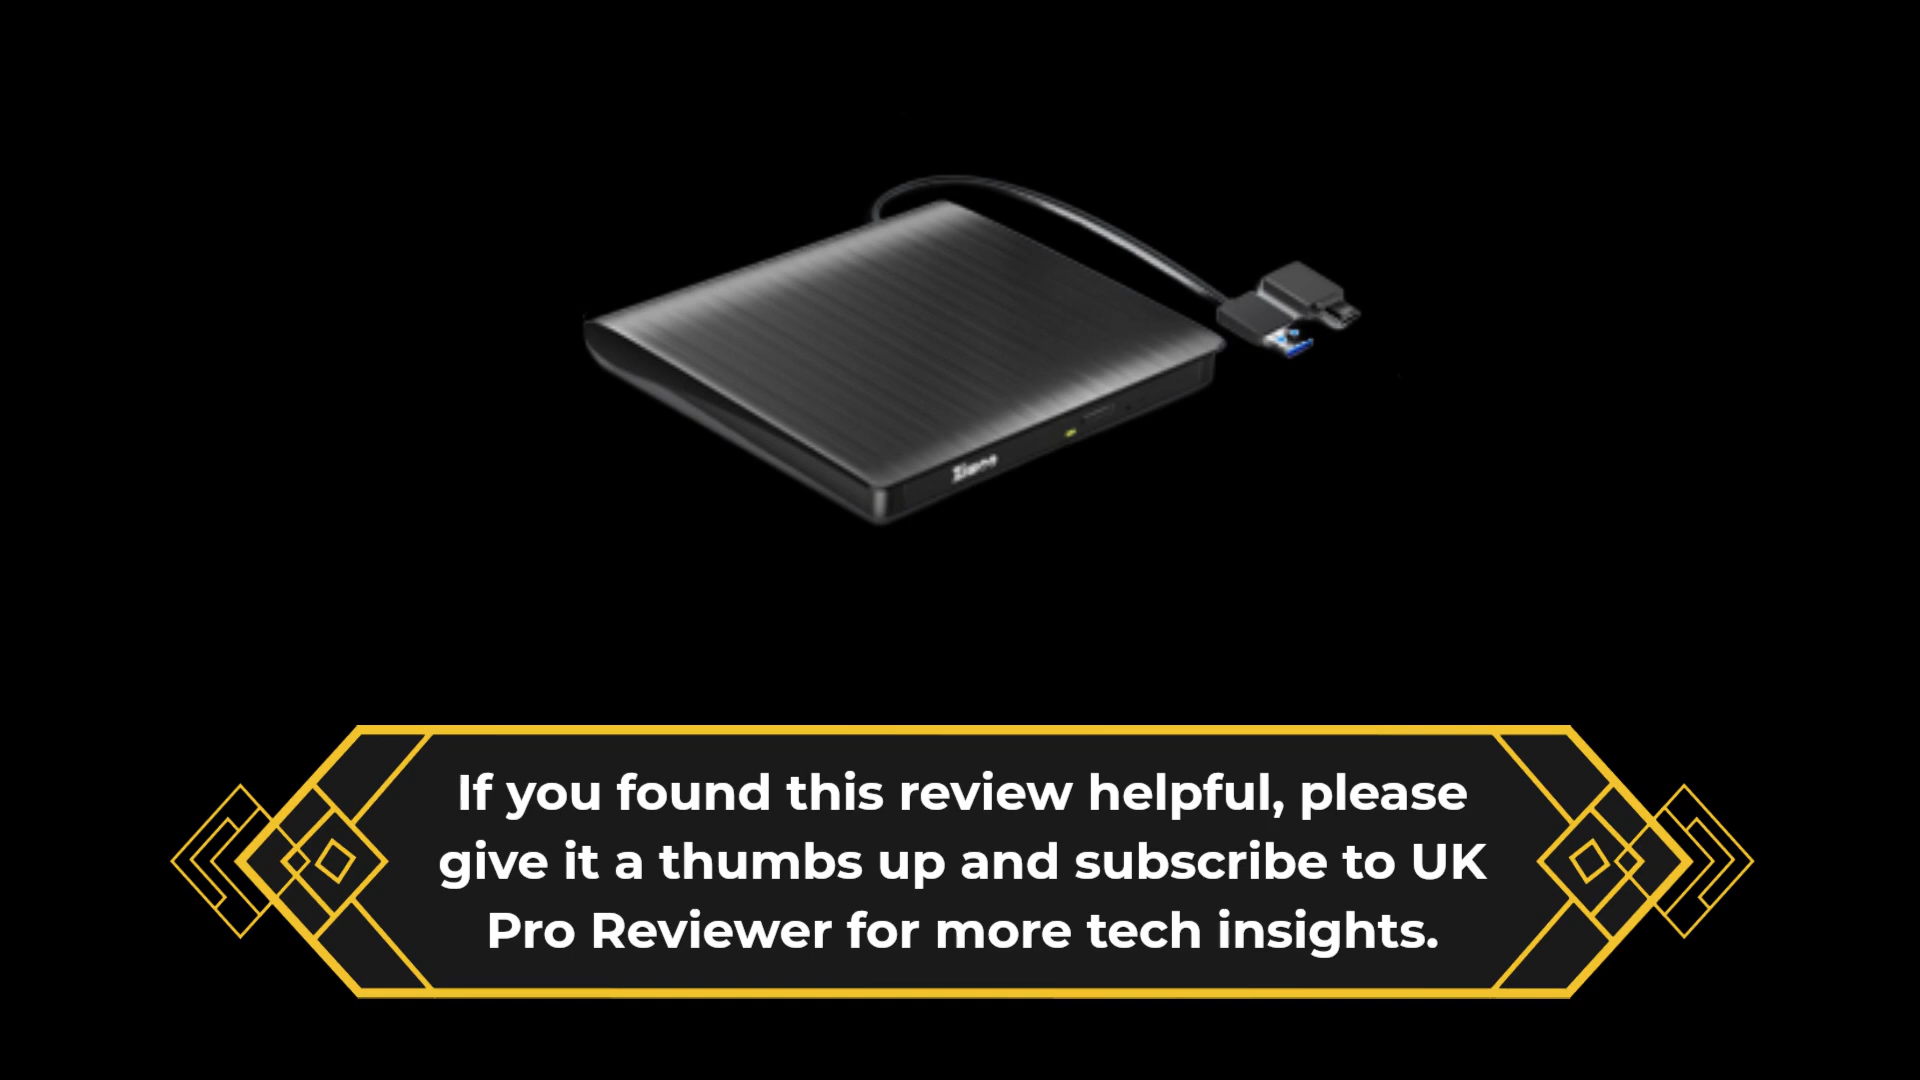 If you found this review helpful, please
give it a thumbs up and subscribe to UK
Pro Reviewer for more tech insights.